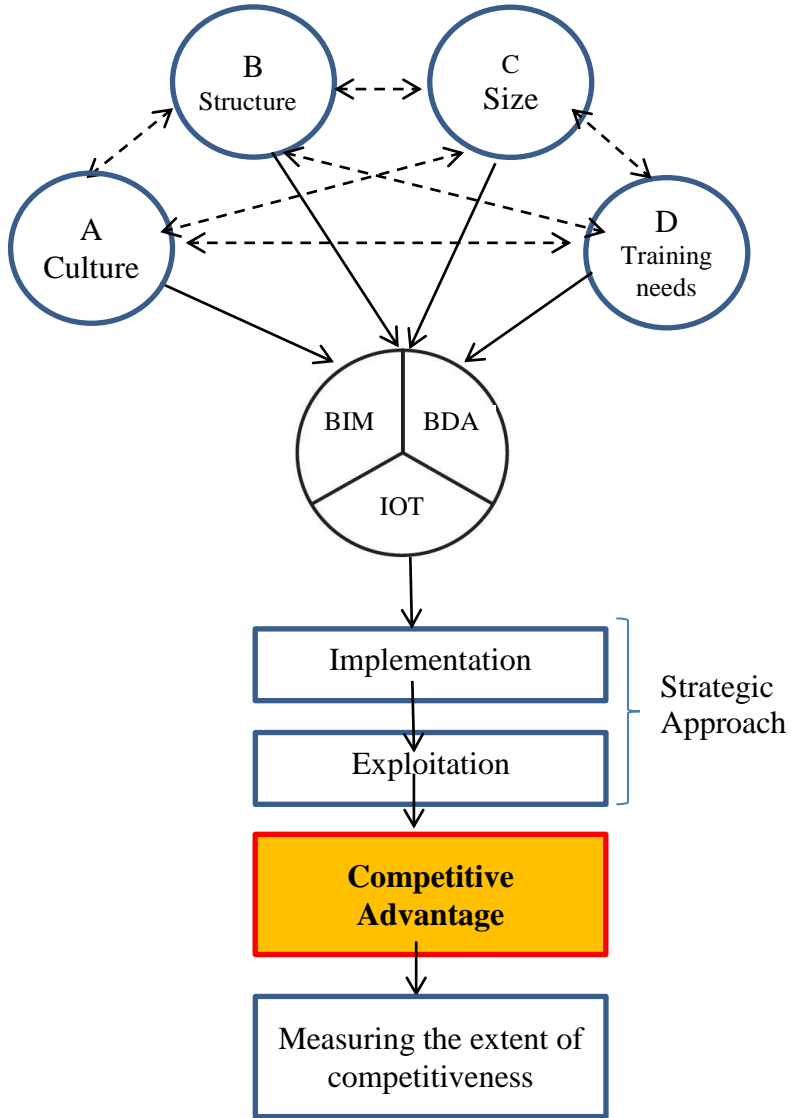 B
Structure
C
Size
A
Culture
D
Training
needs
BIM
BDA
IOT
Implementation
Strategic
Approach
Exploitation
Competitive
Advantage
Measuring the extent of
competitiveness